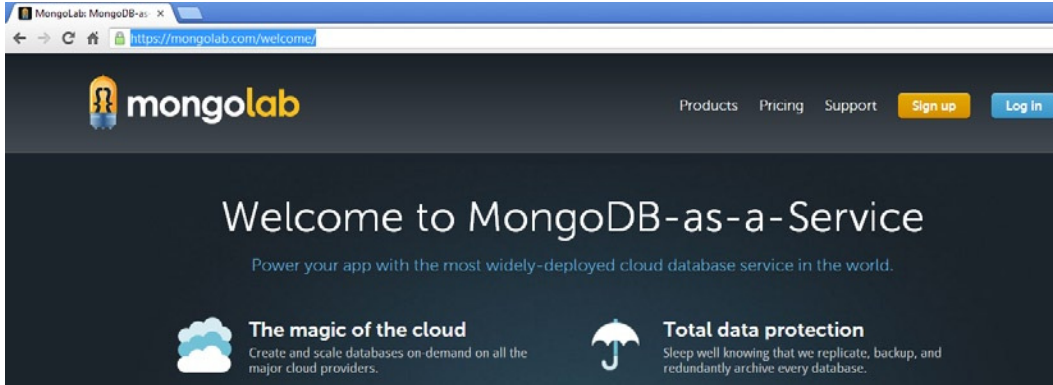 MongoLab: MongoDB-as-
https://mongolab.com/welcome/
mongolab
Products Pricing Support Sign up Log in
Welcome to MongoDB-as-a-Service
Power your app with the most widely-deployed cloud database service in the world.
The magic of the cloud
Create and scale databases on-demand on all the
major cloud providers.
Total data protection
Sleep well knowing that we replicate, backup, and
redundantly archive every database.